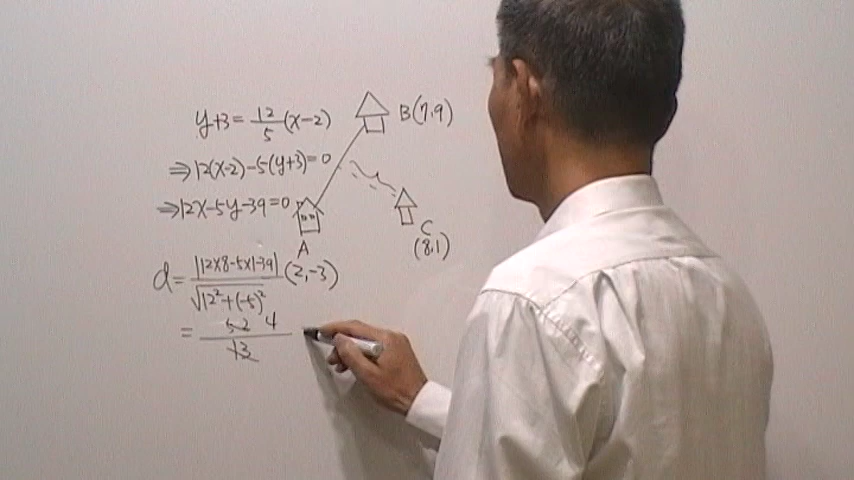 y+3=12/5(x-2)
⇒12(x-2)-5(y+3)=0
⇒12x-5y-39=0
B(7,9)
C
(8,1)
A
(2,-3)
d=|12×8-5×1-39|/√12²+(-5)²
=52 4/13